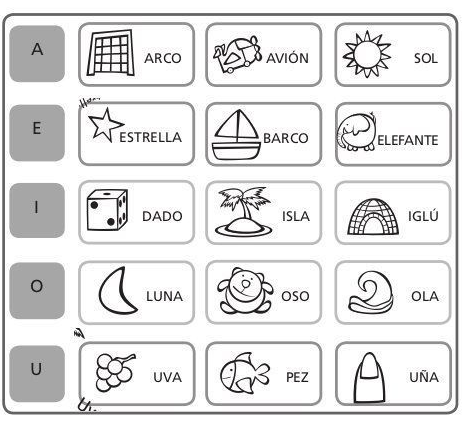 A ARCO AVIÓN SOL
E ESTRELLA BARCO ELEFANTE
I DADO ISLA IGLÚ
O LUNA OSO OLA
U UVA PEZ UÑA